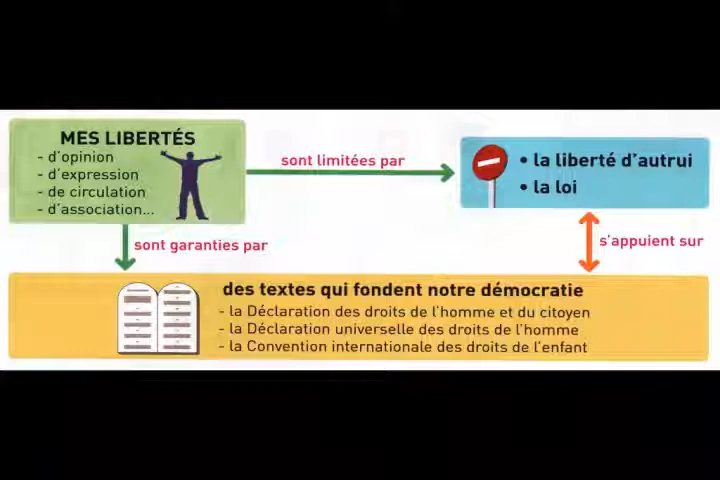 MES LIBERTÉS
- d'opinion
- d'expression
- de circulation
- d'association...
sont limitées par
• la liberté d'autrui
• la loi
sont garanties par
s'appuient sur
des textes qui fondent notre démocratie
- la Déclaration des droits de l'homme et du citoyen
- la Déclaration universelle des droits de l'homme
- la Convention internationale des droits de l'enfant